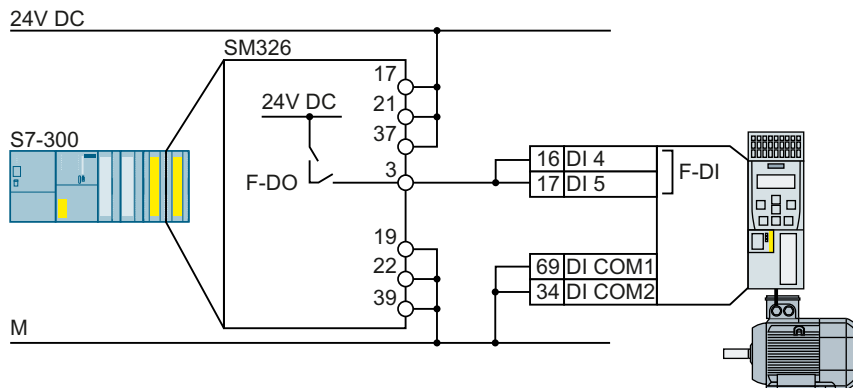 24V DC
SM326
17
24V DC
21
37
S7-300
16 DI 4
F-DI
F-DO
3
17 DI 5
19
22
69 DI COM1
39
34 DI COM2
M